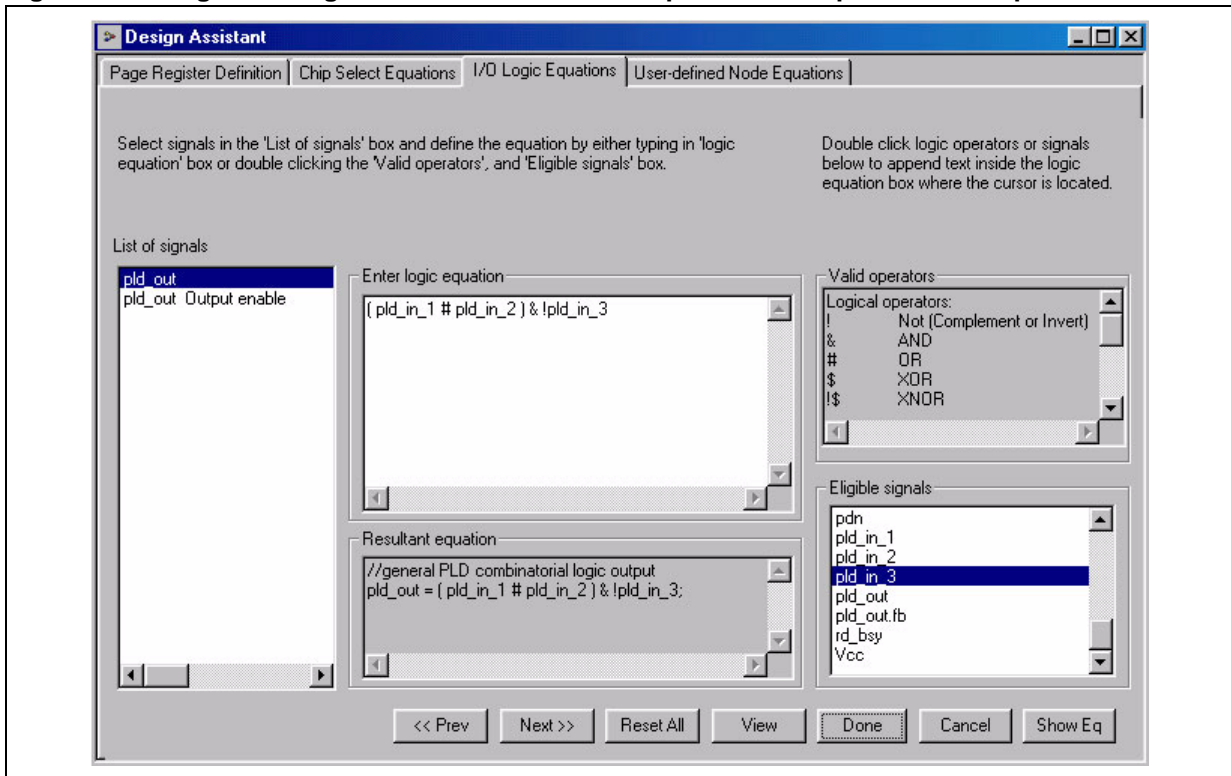 Design Assistant
Page Register Definition
Chip Select Equations
I/O Logic Equations
User-defined Node Equations
Select signals in the 'List of signals' box and define the equation by either typing in 'logic
equation' box or double clicking the 'Valid operators', and 'Eligible signals' box.
Double click logic operators or signals
below to append text inside the logic
equation box where the cursor is located.
List of signals
pld_out
pld_out Output enable
Enter logic equation
( pld_in_1 # pld_in_2 ) & !pld_in_3
Resultant equation
//general PLD combinatorial logic output
pld_out = ( pld_in_1 # pld_in_2 ) & !pld_in_3;
Valid operators
Logical operators:
! Not (Complement or Invert)
& AND
# OR
$ XOR
!$ XNOR
Eligible signals
pdn
pld_in_1
pld_in_2
pld_in_3
pld_out
pld_out.fb
rd_bsy
Vcc
<< Prev
Next >>
Reset All
View
Done
Cancel
Show Eq